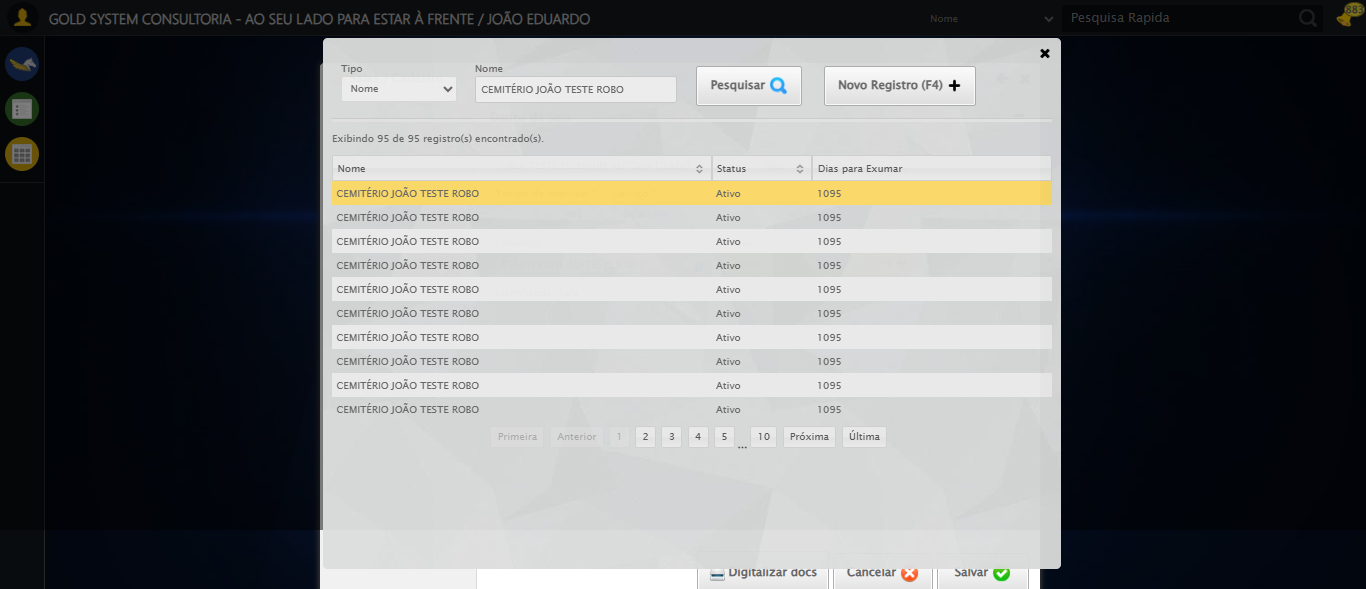 GOLD SYSTEM CONSULTORIA - AO SEU LADO PARA ESTAR À FRENTE / JOÃO EDUARDO
Nome
Pesquisa Rapida
883
Tipo
Nome
Nome
CEMITÉRIO JOÃO TESTE ROBO
Pesquisar
Novo Registro (F4)
Exibindo 95 de 95 registro(s) encontrado(s).
Nome Status Dias para Exumar
CEMITÉRIO JOÃO TESTE ROBO Ativo 1095
CEMITÉRIO JOÃO TESTE ROBO Ativo 1095
CEMITÉRIO JOÃO TESTE ROBO Ativo 1095
CEMITÉRIO JOÃO TESTE ROBO Ativo 1095
CEMITÉRIO JOÃO TESTE ROBO Ativo 1095
CEMITÉRIO JOÃO TESTE ROBO Ativo 1095
CEMITÉRIO JOÃO TESTE ROBO Ativo 1095
CEMITÉRIO JOÃO TESTE ROBO Ativo 1095
CEMITÉRIO JOÃO TESTE ROBO Ativo 1095
CEMITÉRIO JOÃO TESTE ROBO Ativo 1095
Primeira Anterior 1 2 3 4 5 ... 10 Próxima Última
Digitalizar docs Cancelar Salvar